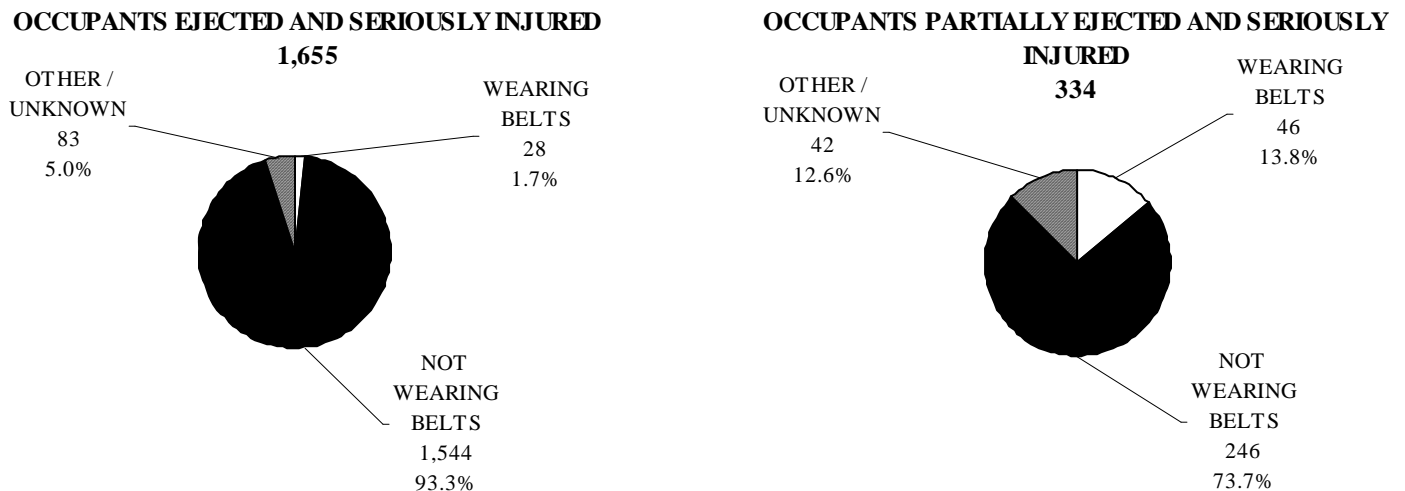 OCCUPANTS EJECTED AND SERIOUSLY INJURED
1,655
OTHER /
UNKNOWN
83
5.0%
WEARING
BELTS
28
1.7%
NOT
WEARING
BELTS
1,544
93.3%
OCCUPANTS PARTIALLY EJECTED AND SERIOUSLY
INJURED
334
OTHER /
UNKNOWN
42
12.6%
WEARING
BELTS
46
13.8%
NOT
WEARING
BELTS
246
73.7%